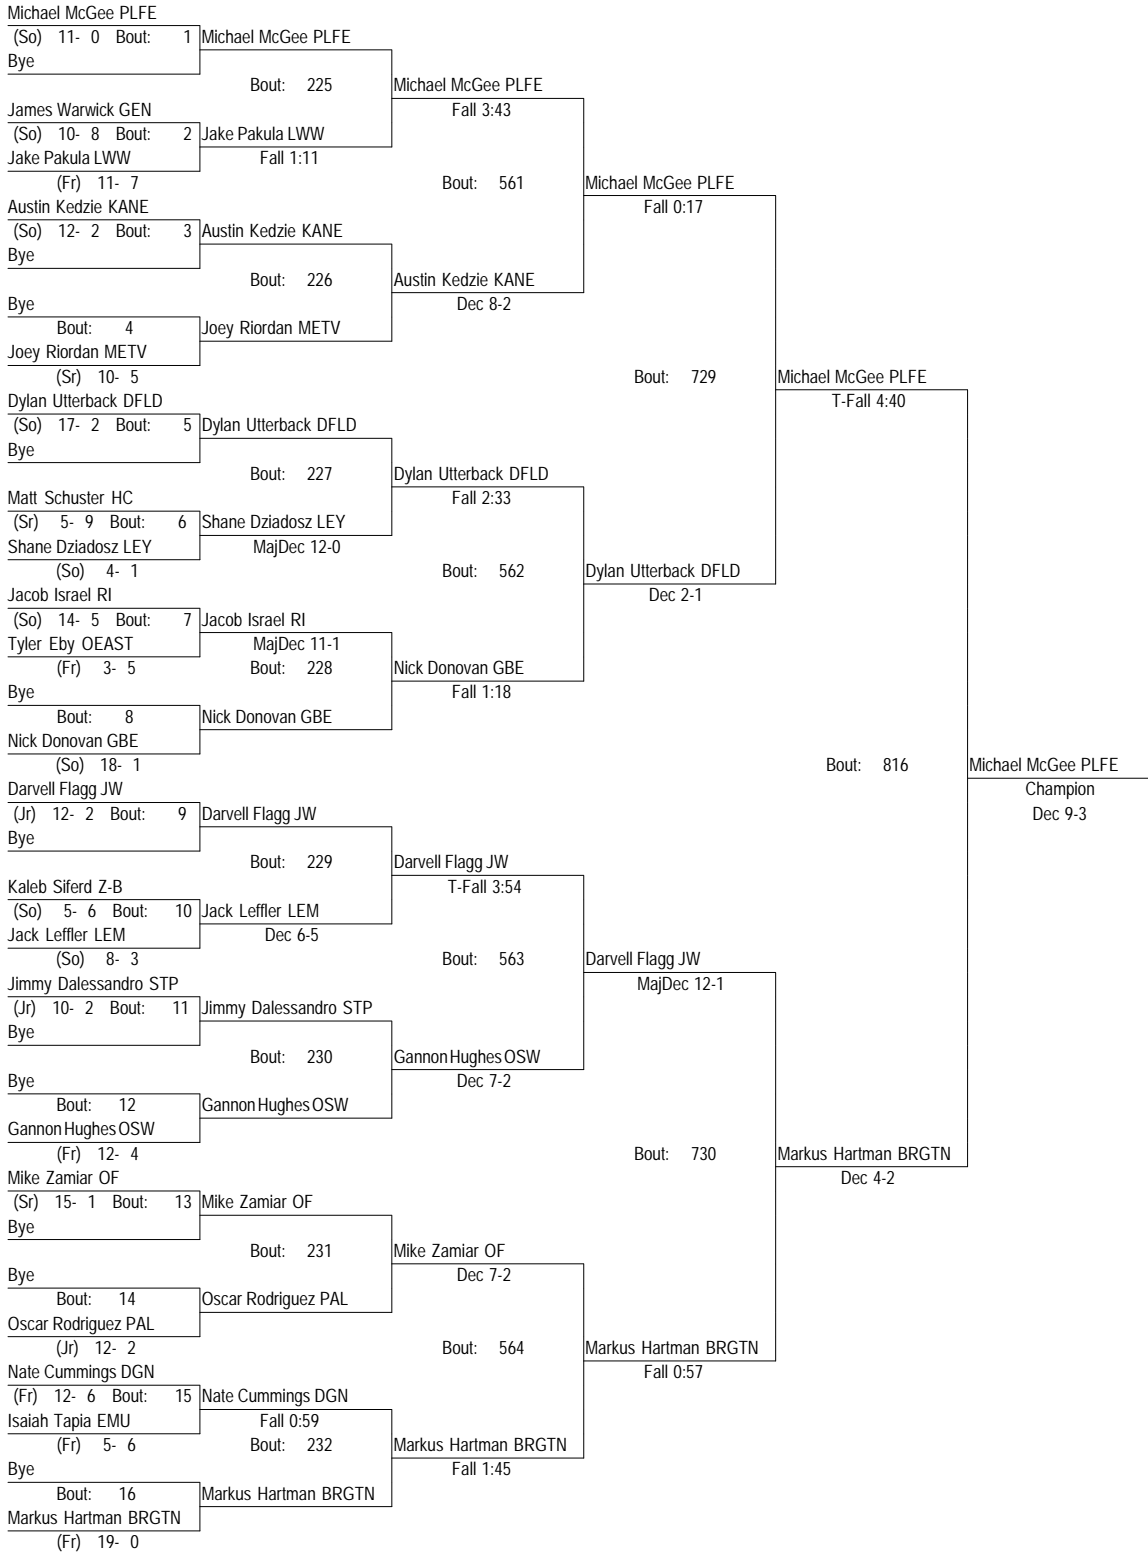 Michael McGee PLFE
(So) 11- 0 Bout: 1 Michael McGee PLFE
Bye
Bout: 225 Michael McGee PLFE
James Warwick GEN Fall 3:43
(So) 10- 8 Bout: 2 Jake Pakula LWW
Jake Pakula LWW Fall 1:11
(Fr) 11- 7 Bout: 561 Michael McGee PLFE
Austin Kedzie KANE Fall 0:17
(So) 12- 2 Bout: 3 Austin Kedzie KANE
Bye
Bout: 226 Austin Kedzie KANE
Bye Dec 8-2
Bout: 4 Joey Riordan METV
Joey Riordan METV
(Sr) 10- 5 Bout: 729 Michael McGee PLFE
Dylan Utterback DFLD T-Fall 4:40
(So) 17- 2 Bout: 5 Dylan Utterback DFLD
Bye
Bout: 227 Dylan Utterback DFLD
Matt Schuster HC Fall 2:33
(Sr) 5- 9 Bout: 6 Shane Dziadosz LEY
Shane Dziadosz LEY MajDec 12-0
(So) 4- 1 Bout: 562 Dylan Utterback DFLD
Jacob Israel RI Dec 2-1
(So) 14- 5 Bout: 7 Jacob Israel RI
Tyler Eby OEAST MajDec 11-1
(Fr) 3- 5 Bout: 228 Nick Donovan GBE
Bye Fall 1:18
Bout: 8 Nick Donovan GBE
Nick Donovan GBE
(So) 18- 1 Bout: 816 Michael McGee PLFE
Darvell Flagg JW Champion
(Jr) 12- 2 Bout: 9 Darvell Flagg JW Dec 9-3
Bye
Bout: 229 Darvell Flagg JW
Kaleb Siferd Z-B T-Fall 3:54
(So) 5- 6 Bout: 10 Jack Leffler LEM
Jack Leffler LEM Dec 6-5
(So) 8- 3 Bout: 563 Darvell Flagg JW
Jimmy Dalessandro STP MajDec 12-1
(Jr) 10- 2 Bout: 11 Jimmy Dalessandro STP
Bye
Bout: 230 Gannon Hughes OSW
Bye Dec 7-2
Bout: 12 Gannon Hughes OSW
Gannon Hughes OSW
(Fr) 12- 4 Bout: 730 Markus Hartman BRGTN
Mike Zamiar OF Dec 4-2
(Sr) 15- 1 Bout: 13 Mike Zamiar OF
Bye
Bout: 231 Mike Zamiar OF
Bye Dec 7-2
Bout: 14 Oscar Rodriguez PAL
Oscar Rodriguez PAL
(Jr) 12- 2 Bout: 564 Markus Hartman BRGTN
Nate Cummings DGN Fall 0:57
(Fr) 12- 6 Bout: 15 Nate Cummings DGN
Isaiah Tapia EMU Fall 0:59
(Fr) 5- 6 Bout: 232 Markus Hartman BRGTN
Bye Fall 1:45
Bout: 16 Markus Hartman BRGTN
Markus Hartman BRGTN
(Fr) 19- 0